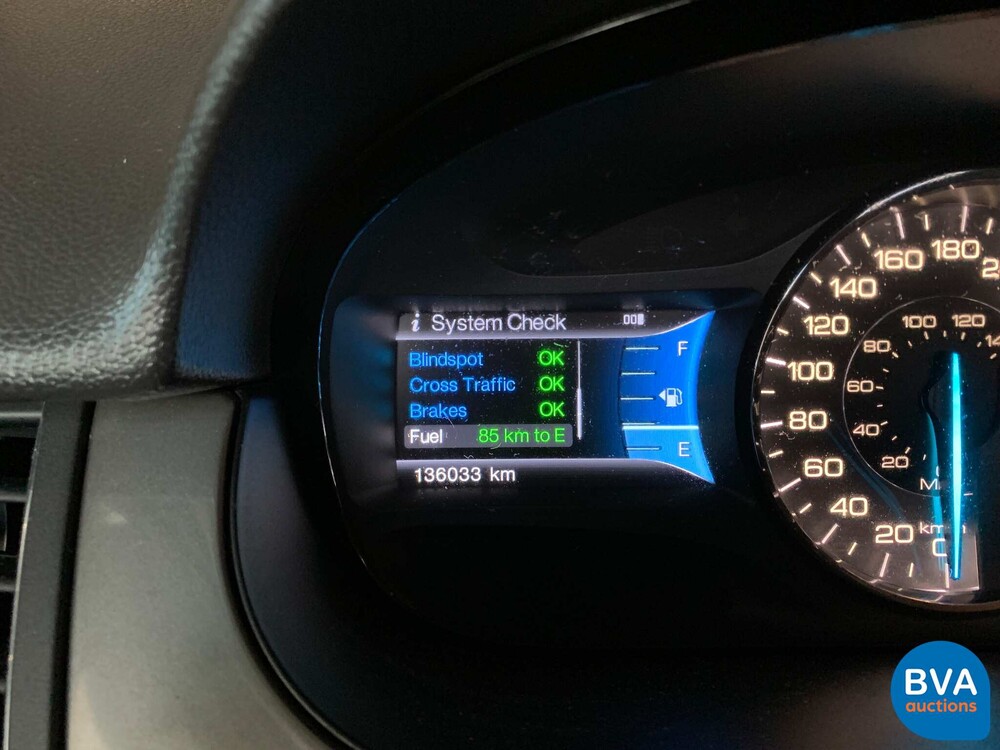 i System Check
Blindspot OK
Cross Traffic OK
Brakes OK
Fuel 85 km to E
136033 km
F
E
180
160
140
120
100
80
60
40
20
120
100
80
60
40
20
BVA
auctions